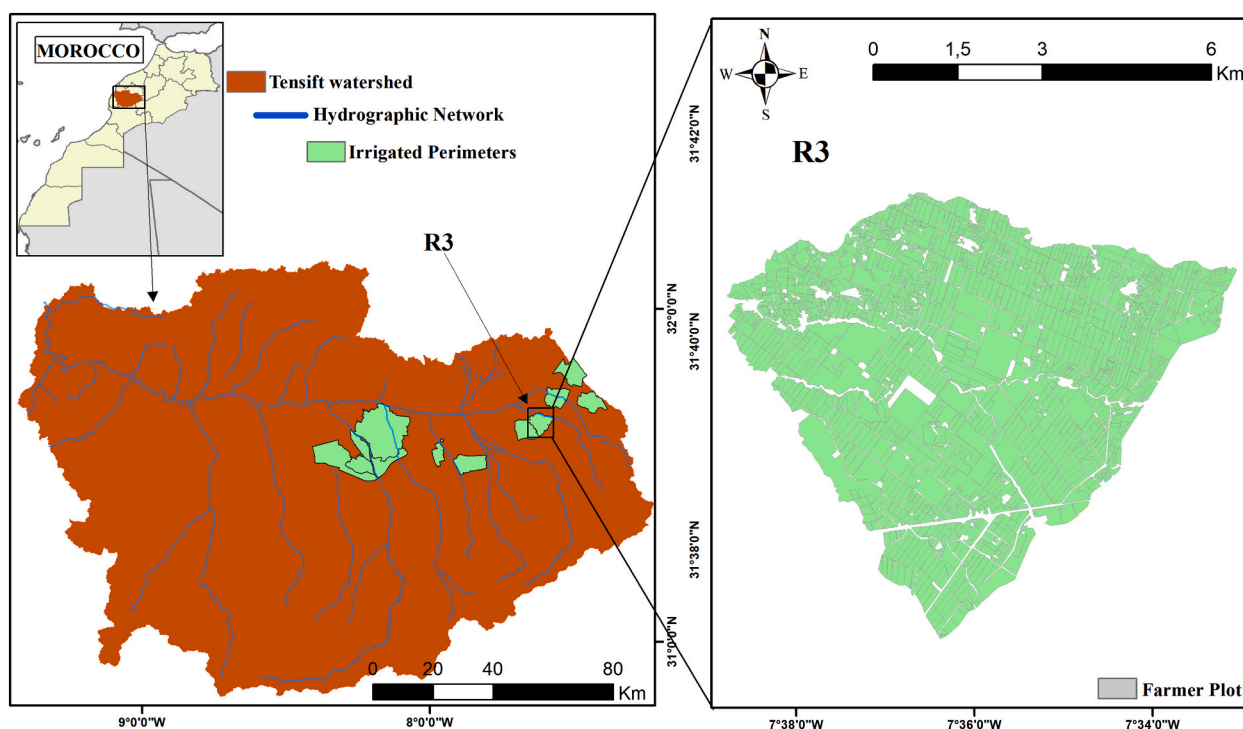 MOROCCO
Tensift watershed
Hydrographic Network
Irrigated Perimeters
R3
32°0'0"N
31°0'0"N
0 20 40 80
Km
9°0'0"W 8°0'0"W
N
W E
S
0 1,5 3 6
Km
R3
31°42'0"N
31°40'0"N
31°38'0"N
Farmer Plot
7°38'0"W 7°36'0"W 7°34'0"W